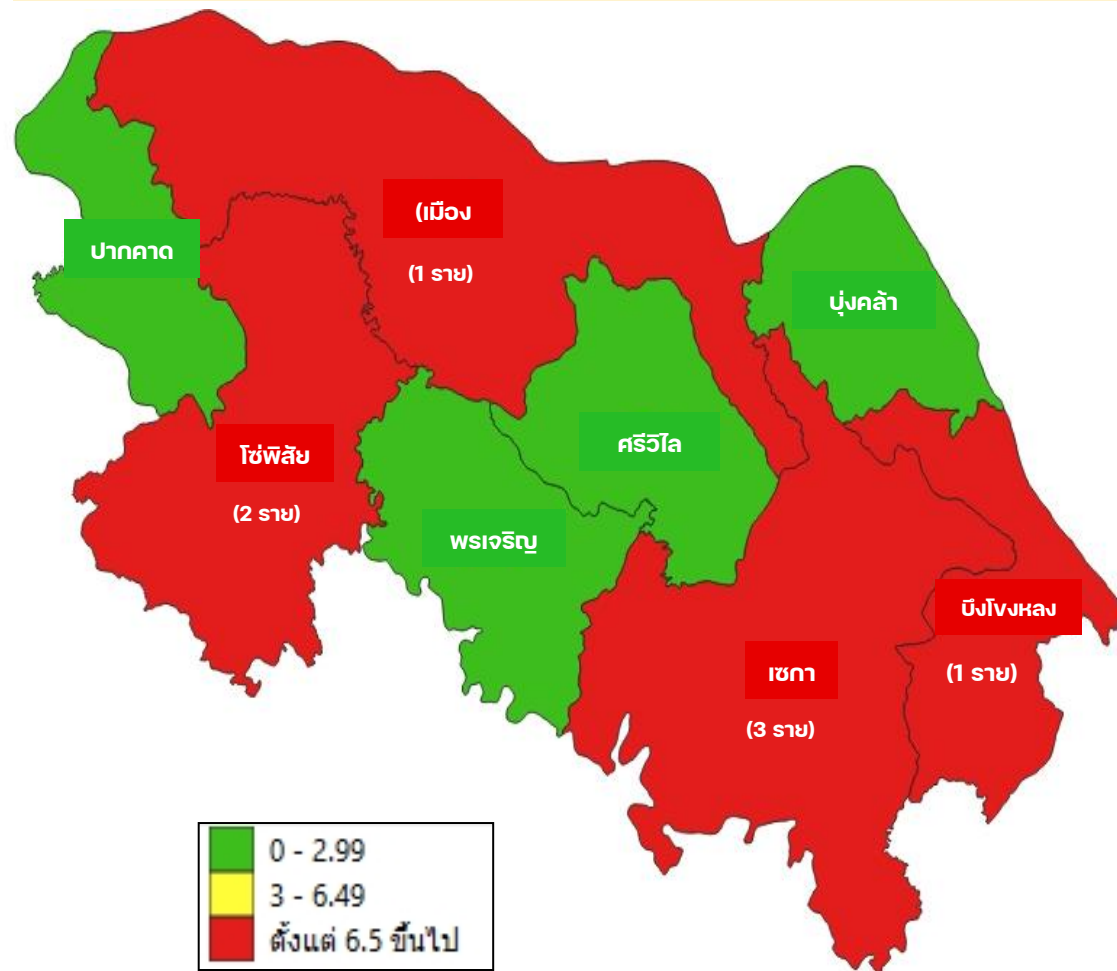 (เมือง
(1 ราย)
ปากคาด
บุ่งคล้า
ศรีวิไล
โซ่พิสัย
(2 ราย)
พรเจริญ
บึงโขงหลง
(1 ราย)
เซกา
(3 ราย)
0 - 2.99
3 - 6.49
ตั้งแต่ 6.5 ขึ้นไป